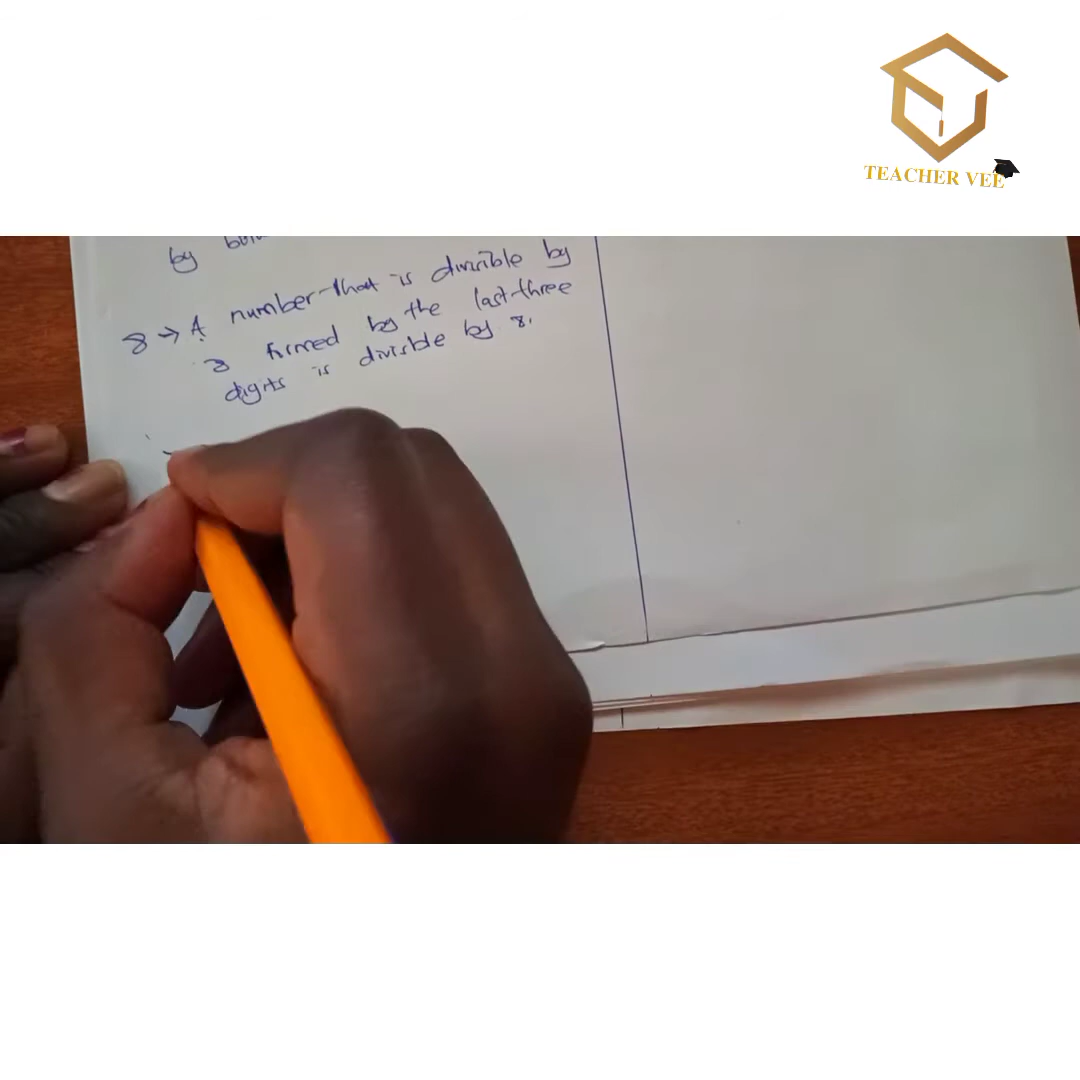 TEACHER VEE
by
8 → A number that is divisible by
8 formed by the last three
digits is divisible by 8.